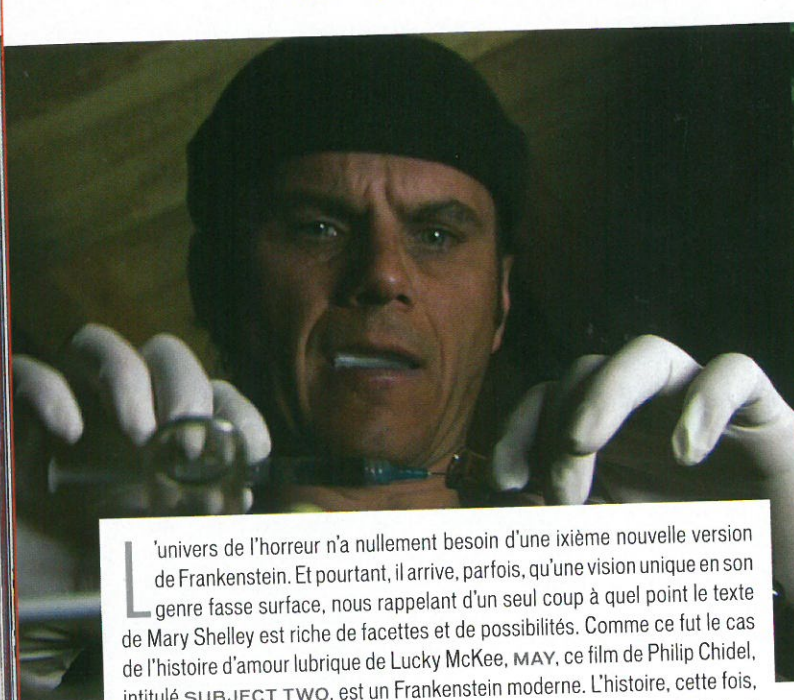 L'univers de l'horreur n'a nullement besoin d'une ixième nouvelle version
de Frankenstein. Et pourtant, il arrive, parfois, qu'une vision unique en son
genre fasse surface, nous rappelant d'un seul coup à quel point le texte
de Mary Shelley est riche de facettes et de possibilités. Comme ce fut le cas
de l'histoire d'amour lubrique de Lucky McKee, MAY, ce film de Philip Chidel,
intitulé SUBJECT TWO, est un Frankenstein moderne. L'histoire, cette fois,